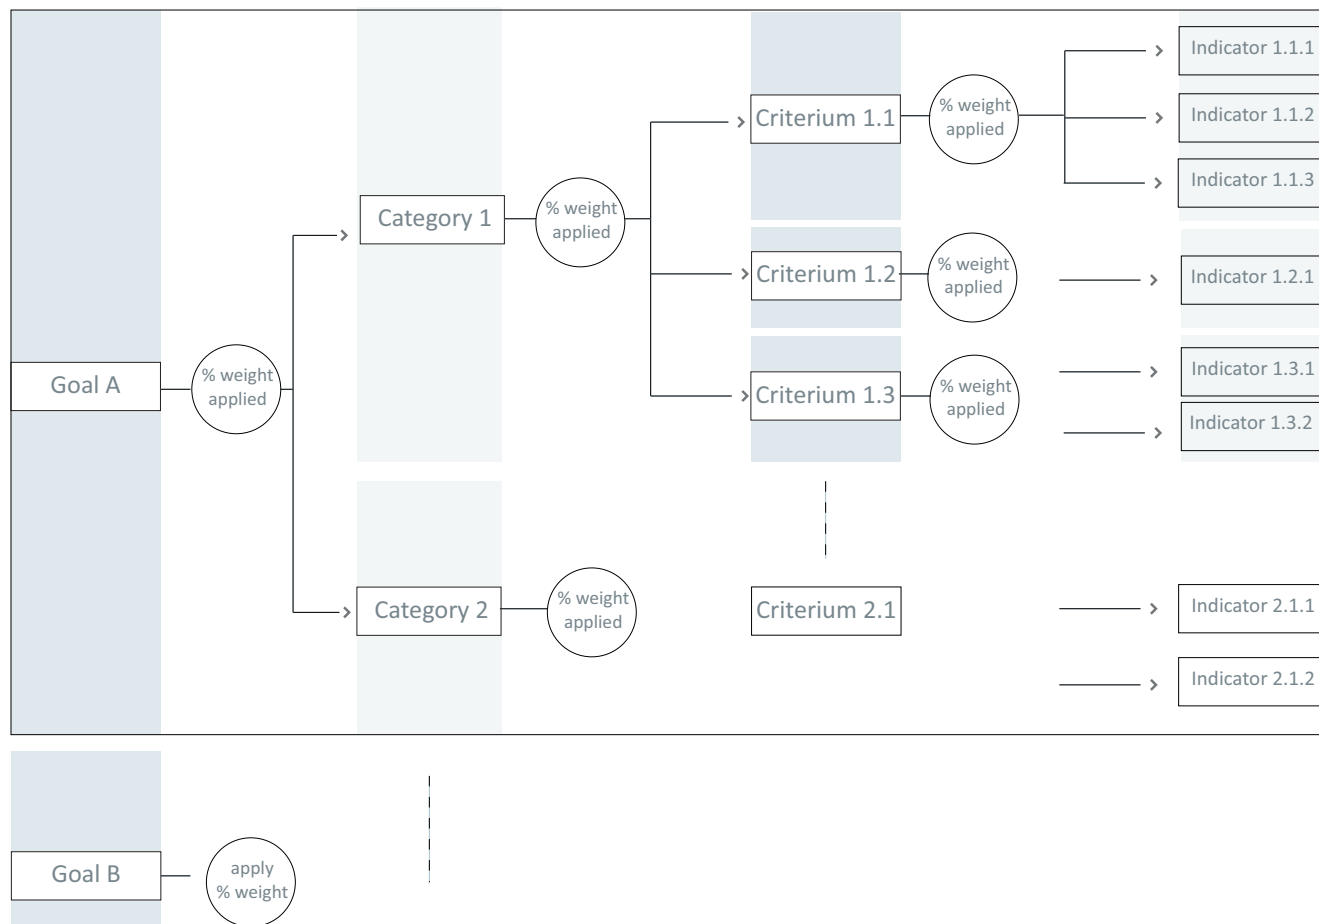 Indicator 1.1.1
Criterium 1.1
% weight
applied
Indicator 1.1.2
Indicator 1.1.3
Category 1
% weight
applied
Criterium 1.2
% weight
applied
Indicator 1.2.1
Goal A
% weight
applied
Criterium 1.3
% weight
applied
Indicator 1.3.1
Indicator 1.3.2
Category 2
% weight
applied
Criterium 2.1
Indicator 2.1.1
Indicator 2.1.2
Goal B
apply
% weight